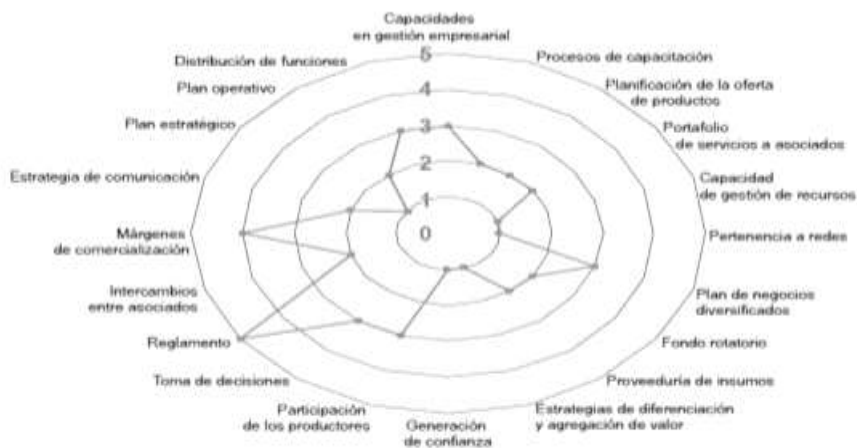 Capacidades
en gestión empresarial
Distribución de funciones
5
Procesos de capacitación
Plan operativo
4
Planificación de la oferta
de productos
Plan estratégico
3
Portafolio
de servicios a asociados
Estrategia de comunicación
2
Capacidad
de gestión de recursos
1
Márgenes
de comercialización
0
Pertenencia a redes
Intercambios
entre asociados
Plan de negocios
diversificados
Reglamento
Fondo rotatorio
Toma de decisiones
Proveeduría de insumos
Participación
de los productores
Generación
de confianza
Estrategias de diferenciación
y agregación de valor